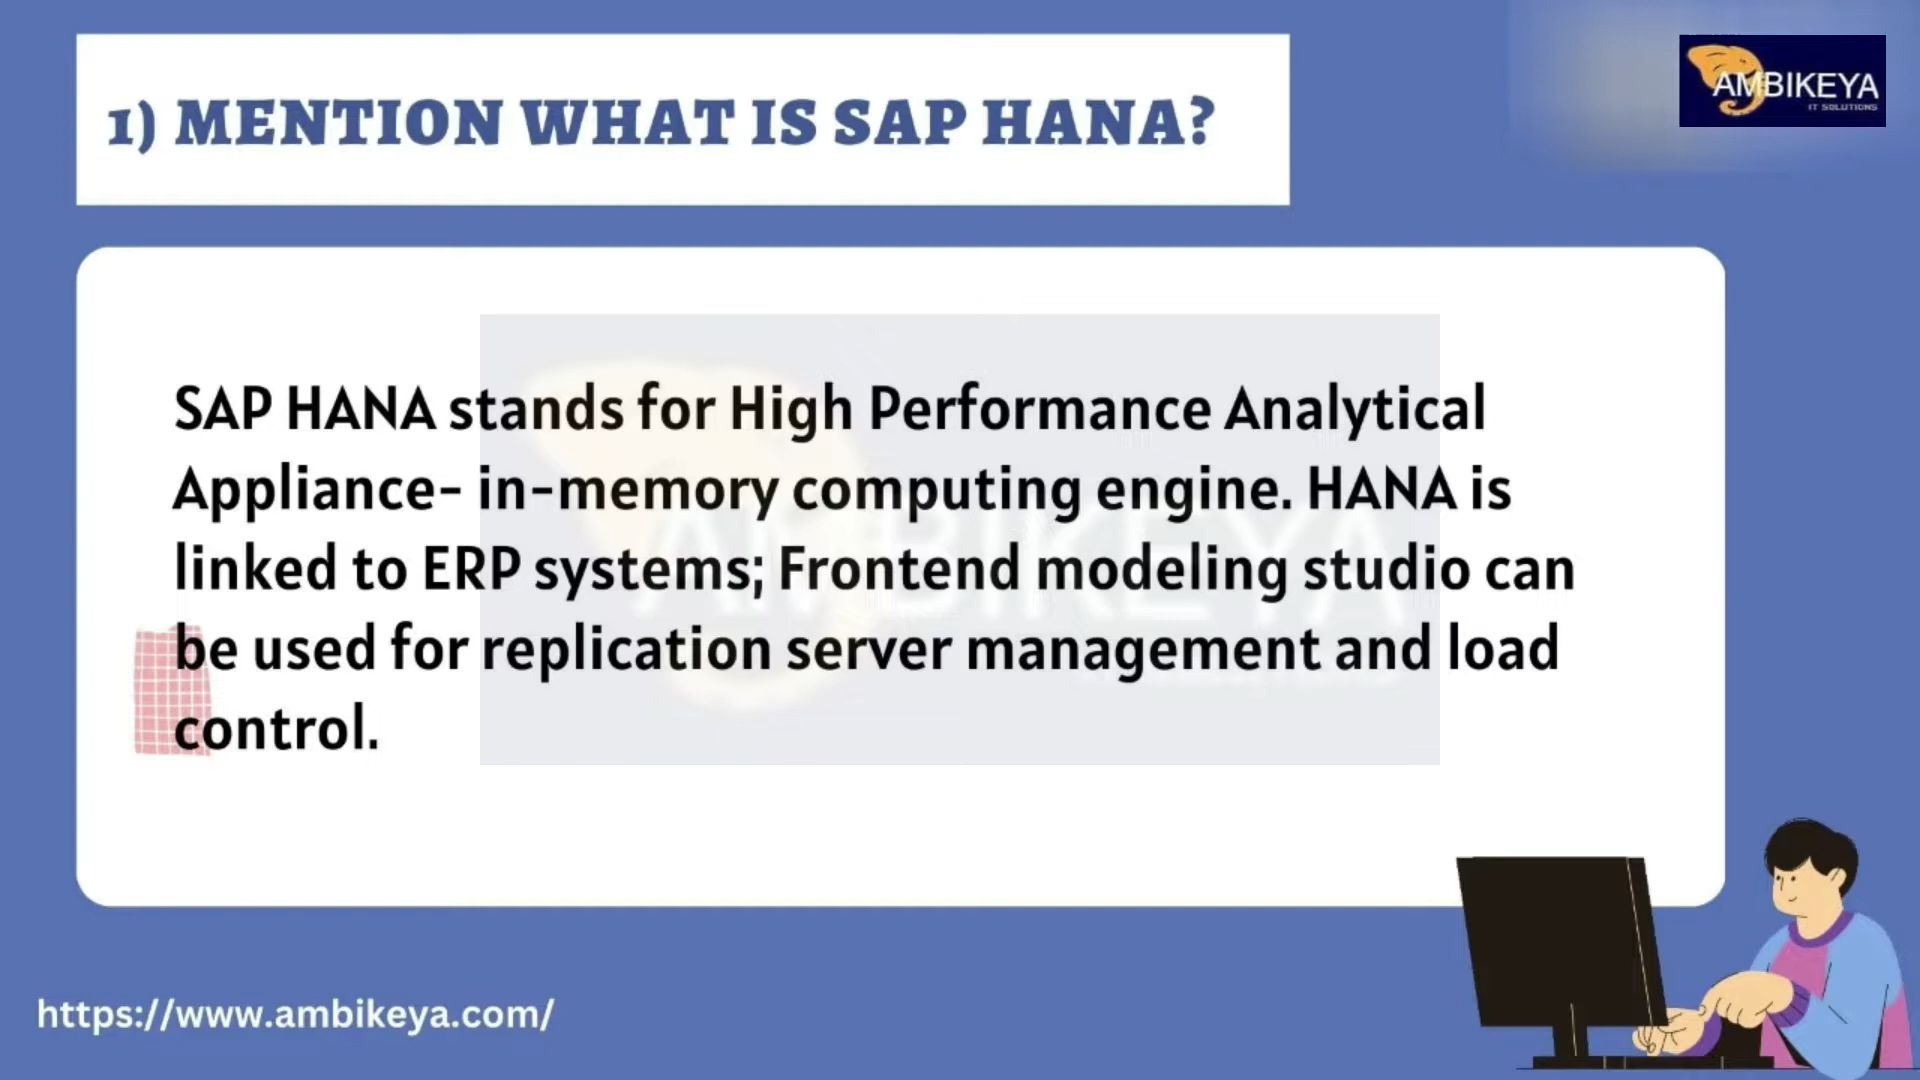 1) MENTION WHAT IS SAP HANA?
AMBIKEYA
IT SOLUTIONS
SAP HANA stands for High Performance Analytical
Appliance- in-memory computing engine. HANA is
linked to ERP systems; Frontend modeling studio can
be used for replication server management and load
control.
AMBIKEYA
https://www.ambikeya.com/